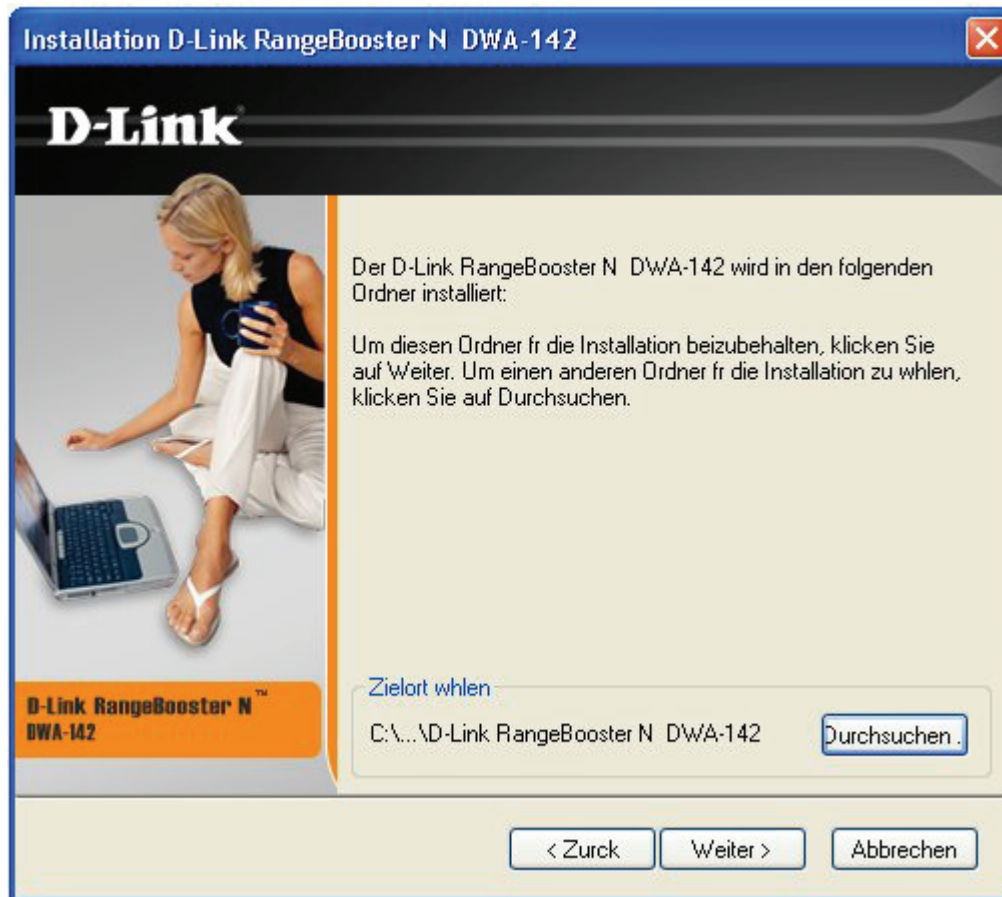 Installation D-Link RangeBooster N DWA-142
D-Link
Der D-Link RangeBooster N DWA-142 wird in den folgenden
Ordner installiert:
Um diesen Ordner fr die Installation beizubehalten, klicken Sie
auf Weiter. Um einen anderen Ordner fr die Installation zu whlen,
klicken Sie auf Durchsuchen.
D-Link RangeBooster N™
DWA-142
Zielort whlen
C:\...\D-Link RangeBooster N DWA-142
Durchsuchen .
< Zurck
Weiter >
Abbrechen